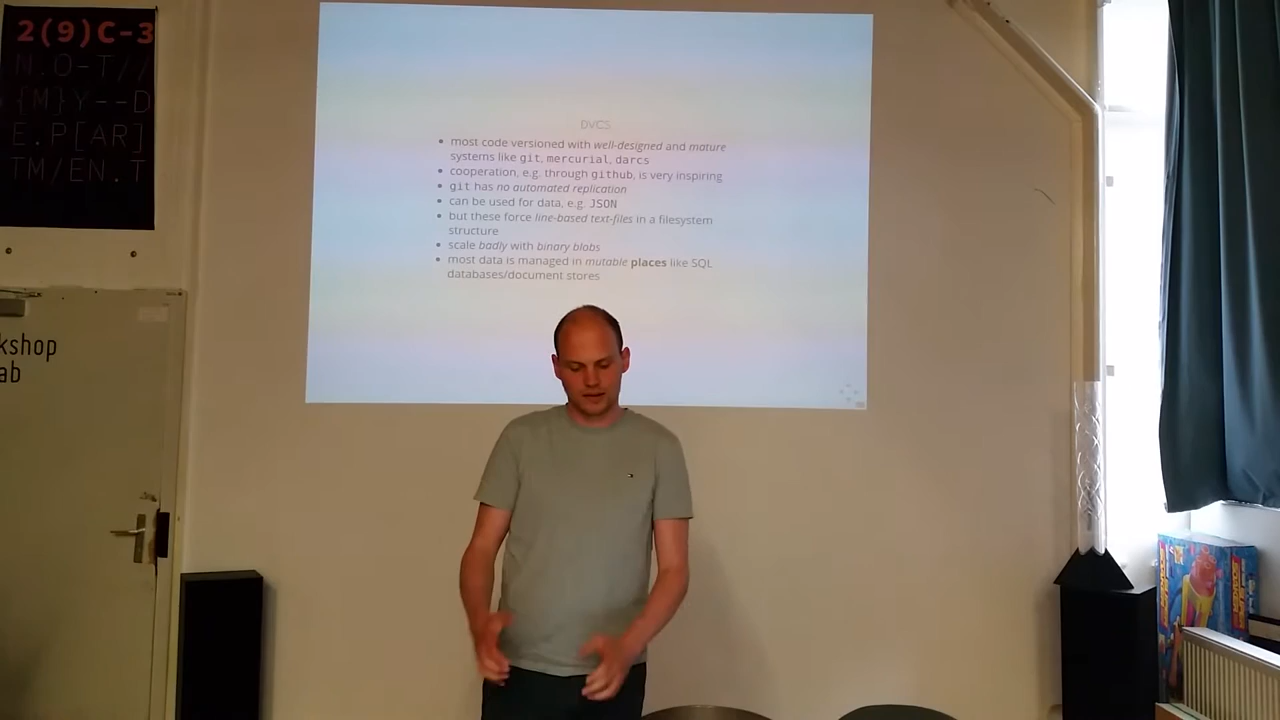 2(9)C-3
N.O-T//
{M}Y--D
E.P[AR]
TM/EN.T
kshop
ab
DVCS
most code versioned with well-designed and mature
systems like git, mercurial, darcs
cooperation, e.g. through github, is very inspiring
git has no automated replication
can be used for data, e.g. JSON
but these force line-based text-files in a filesystem
structure
scale badly with binary blobs
most data is managed in mutable places like SQL
databases/document stores